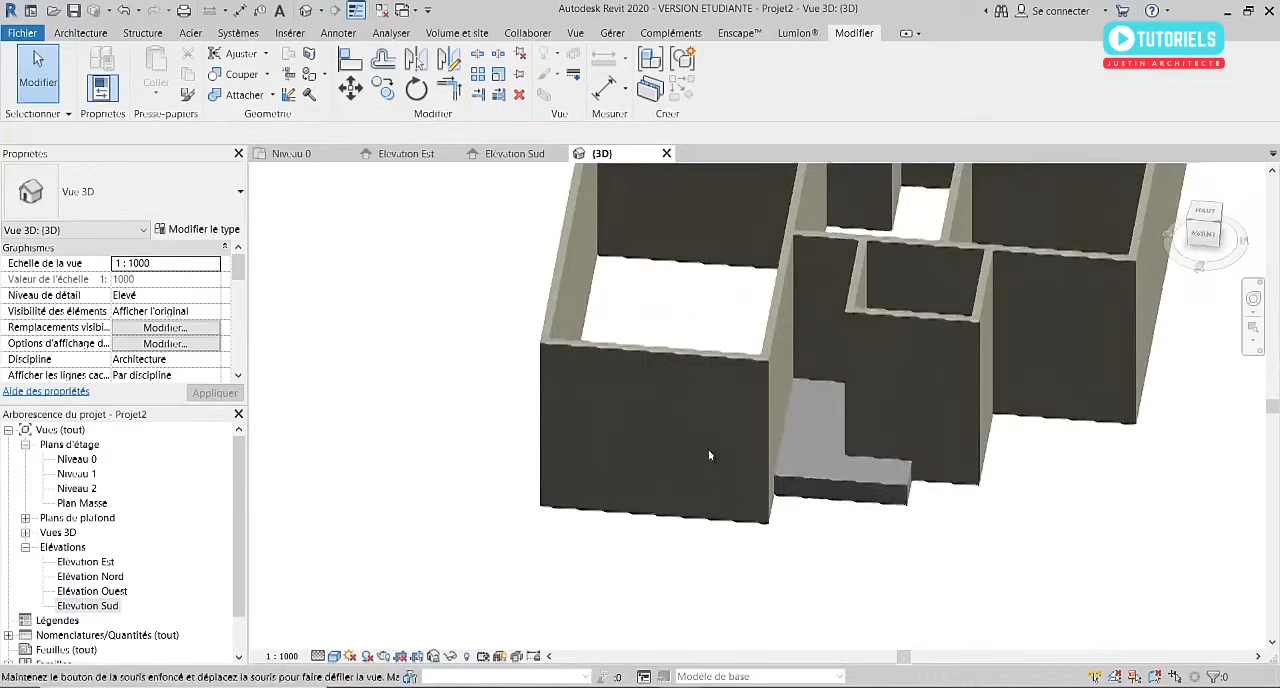 Autodesk Revit 2020 - VERSION ETUDIANTE - Projet2 - Vue 3D: {3D}
Se connecter
Fichier Architecture Structure Acier Systèmes Insérer Annoter Analyser Volume et site Collaborer Vue Gérer Compléments Enscape™ Lumion® Modifier
TUTORIELS
JUSTIN ARCHITECTE
Modifier
Coller
Ajuster
Couper
Attacher
Sélectionner Propriétés Presse-papiers Géométrie Modifier Vue Mesurer Créer
Propriétés
Niveau 0 Elévation Est Elévation Sud {3D}
Vue 3D
Vue 3D: {3D} Modifier le type
Graphismes
Echelle de la vue 1 : 1000
Valeur de l'échelle 1: 1000
Niveau de détail Elevé
Visibilité des éléments Afficher l'original
Remplacements visibi... Modifier...
Options d'affichage d... Modifier...
Discipline Architecture
Afficher les lignes cac... Par discipline
Aide des propriétés Appliquer
HAUT
AVANT
Arborescence du projet - Projet2
Vues (tout)
Plans d'étage
Niveau 0
Niveau 1
Niveau 2
Plan Masse
Plans de plafond
Vues 3D
Elévations
Elévation Est
Elévation Nord
Elévation Ouest
Elévation Sud
Légendes
Nomenclatures/Quantités (tout)
Feuilles (tout)
1 : 1000
Maintenez le bouton de la souris enfoncé et déplacez la souris pour faire défiler la vue. Ma
:0
Modèle de base
:0